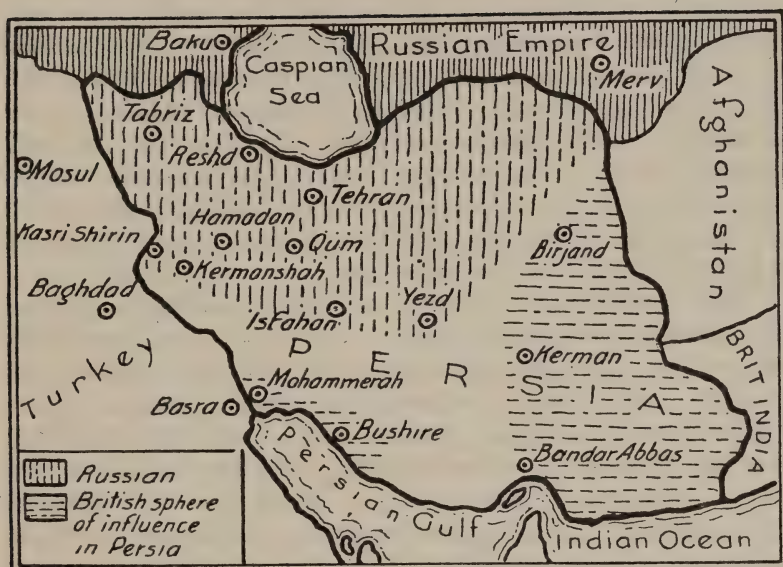 Baku
Caspian
Sea
Russian Empire
Merv
Afghanistan
Tabriz
Reshd
Mosul
Tehran
Hamadan
Kasri Shirin
Qum
Birjand
Kermanshah
Baghdad
Isfahan
Yezd
PERSIA
Kerman
BRIT INDIA
Turkey
Mohammerah
Basra
Bushire
Bandar Abbas
Persian Gulf
Indian Ocean
Russian
British sphere
of influence
in Persia